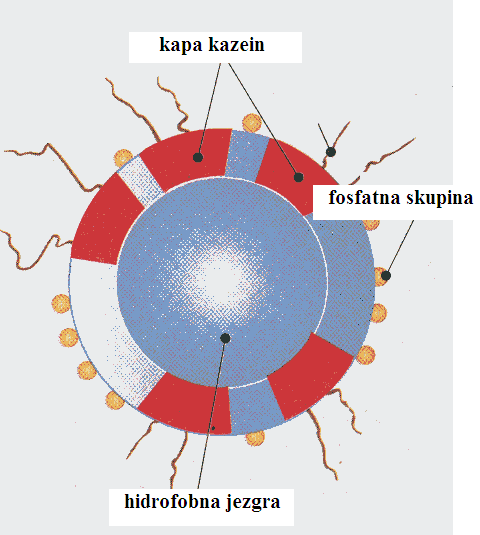 kapa kazein
fosfatna skupina
hidrofobna jezgra